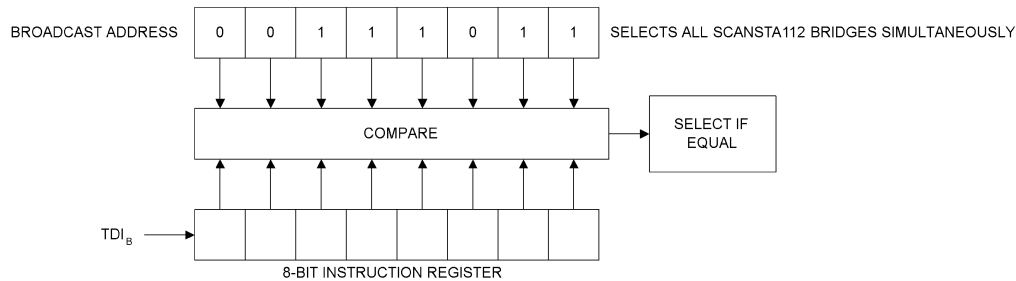 BROADCAST ADDRESS 0 0 1 1 1 0 1 1 SELECTS ALL SCANSTA112 BRIDGES SIMULTANEOUSLY
COMPARE
SELECT IF
EQUAL
TDI B
8-BIT INSTRUCTION REGISTER